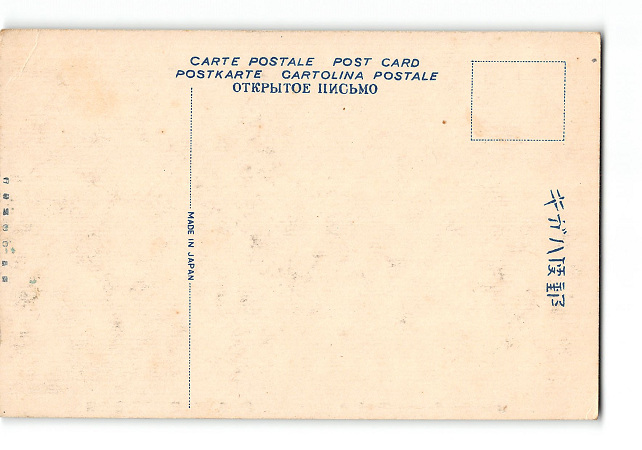 CARTE POSTALE POST CARD
POSTKARTE CARTOLINA POSTALE
ОТКРЫТОЕ ПИСЬМО
MADE IN JAPAN
キガハ便郵